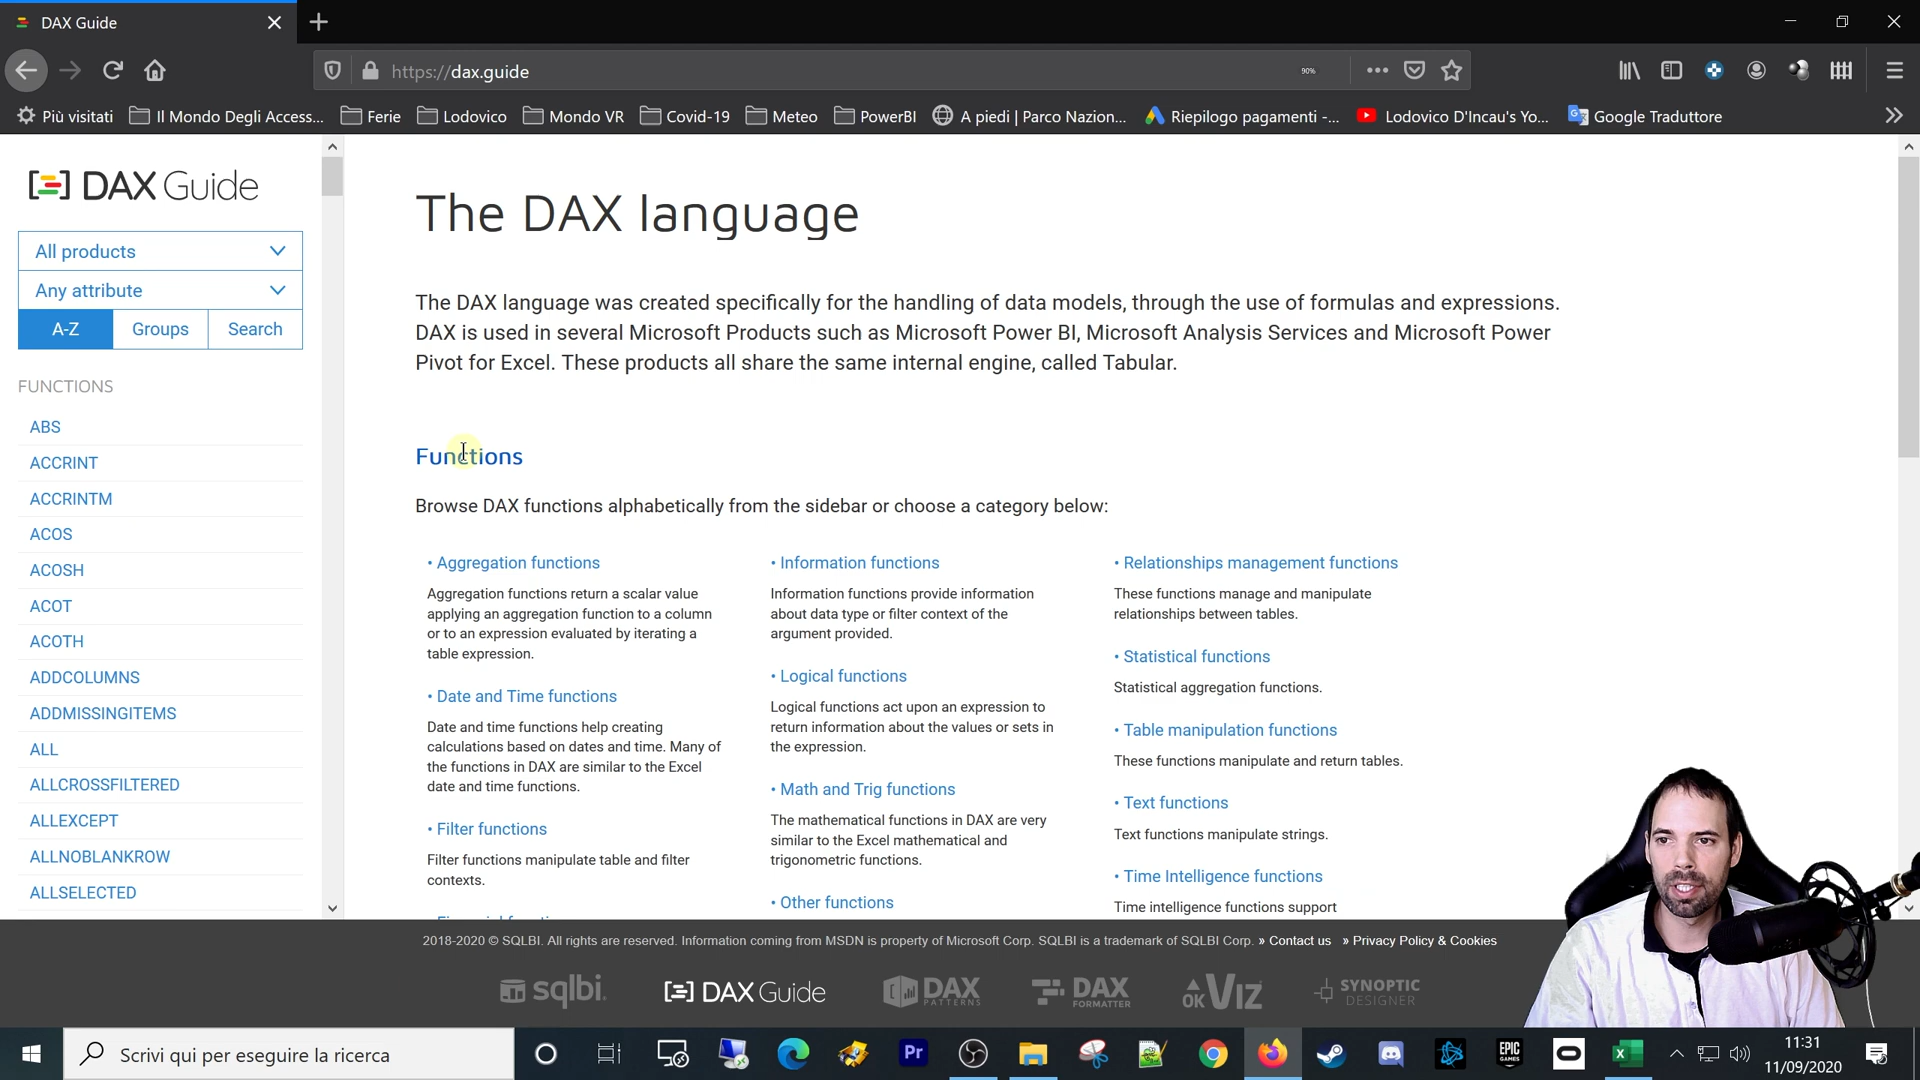 DAX Guide
https://dax.guide
90%
Più visitati
Il Mondo Degli Access...
Ferie
Lodovico
Mondo VR
Covid-19
Meteo
PowerBI
A piedi | Parco Nazion...
Riepilogo pagamenti -...
Lodovico D'Incau's Yo...
Google Traduttore
DAX Guide
All products
Any attribute
A-Z
Groups
Search
FUNCTIONS
ABS
ACCRINT
ACCRINTM
ACOS
ACOSH
ACOT
ACOTH
ADDCOLUMNS
ADDMISSINGITEMS
ALL
ALLCROSSFILTERED
ALLEXCEPT
ALLNOBLANKROW
ALLSELECTED
The DAX language
The DAX language was created specifically for the handling of data models, through the use of formulas and expressions.
DAX is used in several Microsoft Products such as Microsoft Power BI, Microsoft Analysis Services and Microsoft Power
Pivot for Excel. These products all share the same internal engine, called Tabular.
Functions
Browse DAX functions alphabetically from the sidebar or choose a category below:
• Aggregation functions
Aggregation functions return a scalar value
applying an aggregation function to a column
or to an expression evaluated by iterating a
table expression.
• Date and Time functions
Date and time functions help creating
calculations based on dates and time. Many of
the functions in DAX are similar to the Excel
date and time functions.
• Filter functions
Filter functions manipulate table and filter
contexts.
• Information functions
Information functions provide information
about data type or filter context of the
argument provided.
• Logical functions
Logical functions act upon an expression to
return information about the values or sets in
the expression.
• Math and Trig functions
The mathematical functions in DAX are very
similar to the Excel mathematical and
trigonometric functions.
• Other functions
• Relationships management functions
These functions manage and manipulate
relationships between tables.
• Statistical functions
Statistical aggregation functions.
• Table manipulation functions
These functions manipulate and return tables.
• Text functions
Text functions manipulate strings.
• Time Intelligence functions
Time intelligence functions support
2018-2020 © SQLBI. All rights are reserved. Information coming from MSDN is property of Microsoft Corp. SQLBI is a trademark of SQLBI Corp. » Contact us » Privacy Policy & Cookies
sqlbi.
DAX Guide
DAX PATTERNS
DAX FORMATTER
OK VIZ
SYNOPTIC DESIGNER
Scrivi qui per eseguire la ricerca
Pr
EPIC GAMES
11:31
11/09/2020